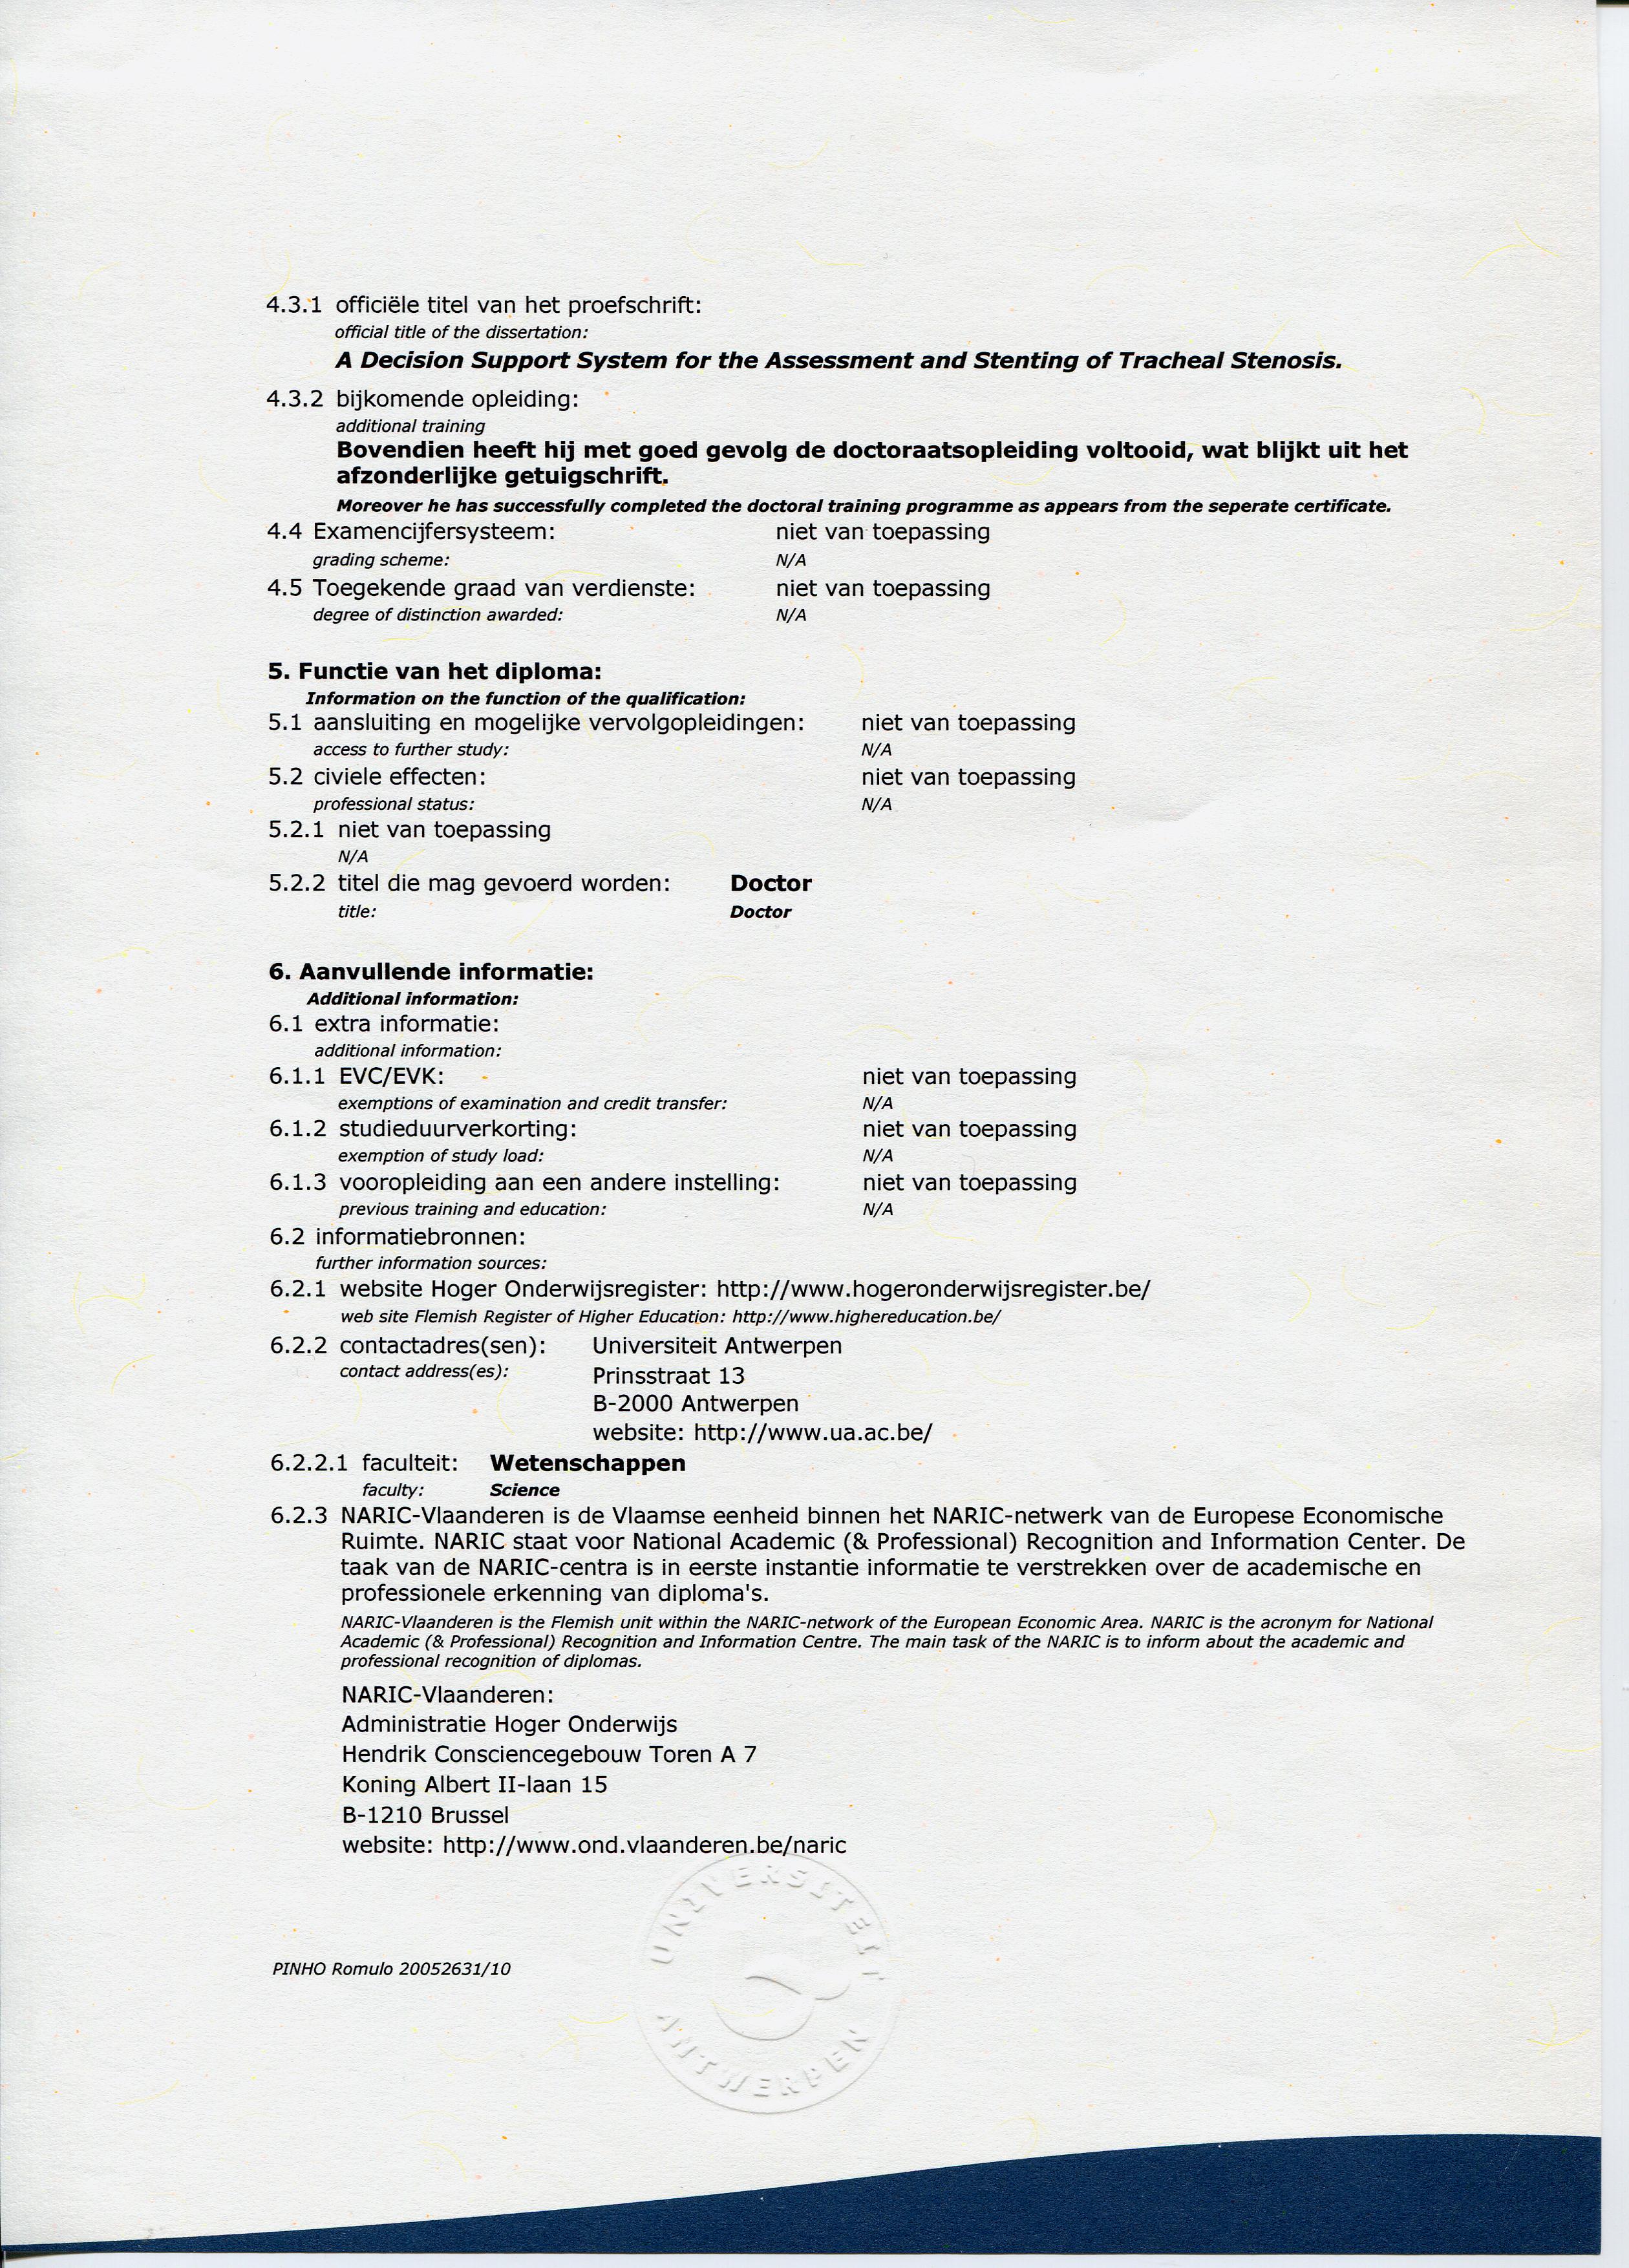 4.3.1 officiële titel van het proefschrift:
official title of the dissertation:
A Decision Support System for the Assessment and Stenting of Tracheal Stenosis.
4.3.2 bijkomende opleiding:
additional training
Bovendien heeft hij met goed gevolg de doctoraatsopleiding voltooid, wat blijkt uit het
afzonderlijke getuigschrift.
Moreover he has successfully completed the doctoral training programme as appears from the seperate certificate.
4.4 Examencijfersysteem: niet van toepassing
grading scheme: N/A
4.5 Toegekende graad van verdienste: niet van toepassing
degree of distinction awarded: N/A
5. Functie van het diploma:
Information on the function of the qualification:
5.1 aansluiting en mogelijke vervolgopleidingen: niet van toepassing
access to further study: N/A
5.2 civiele effecten: niet van toepassing
professional status: N/A
5.2.1 niet van toepassing
N/A
5.2.2 titel die mag gevoerd worden: Doctor
title: Doctor
6. Aanvullende informatie:
Additional information:
6.1 extra informatie:
additional information:
6.1.1 EVC/EVK: niet van toepassing
exemptions of examination and credit transfer: N/A
6.1.2 studieduurverkorting: niet van toepassing
exemption of study load: N/A
6.1.3 vooropleiding aan een andere instelling: niet van toepassing
previous training and education: N/A
6.2 informatiebronnen:
further information sources:
6.2.1 website Hoger Onderwijsregister: http://www.hogeronderwijsregister.be/
web site Flemish Register of Higher Education: http://www.highereducation.be/
6.2.2 contactadres(sen): Universiteit Antwerpen
contact address(es): Prinsstraat 13
B-2000 Antwerpen
website: http://www.ua.ac.be/
6.2.2.1 faculteit: Wetenschappen
faculty: Science
6.2.3 NARIC-Vlaanderen is de Vlaamse eenheid binnen het NARIC-netwerk van de Europese Economische
Ruimte. NARIC staat voor National Academic (& Professional) Recognition and Information Center. De
taak van de NARIC-centra is in eerste instantie informatie te verstrekken over de academische en
professionele erkenning van diploma's.
NARIC-Vlaanderen is the Flemish unit within the NARIC-network of the European Economic Area. NARIC is the acronym for National
Academic (& Professional) Recognition and Information Centre. The main task of the NARIC is to inform about the academic and
professional recognition of diplomas.
NARIC-Vlaanderen:
Administratie Hoger Onderwijs
Hendrik Consciencegebouw Toren A 7
Koning Albert II-laan 15
B-1210 Brussel
website: http://www.ond.vlaanderen.be/naric
UNIVERSITEIT
ANTWERPEN
PINHO Romulo 20052631/10